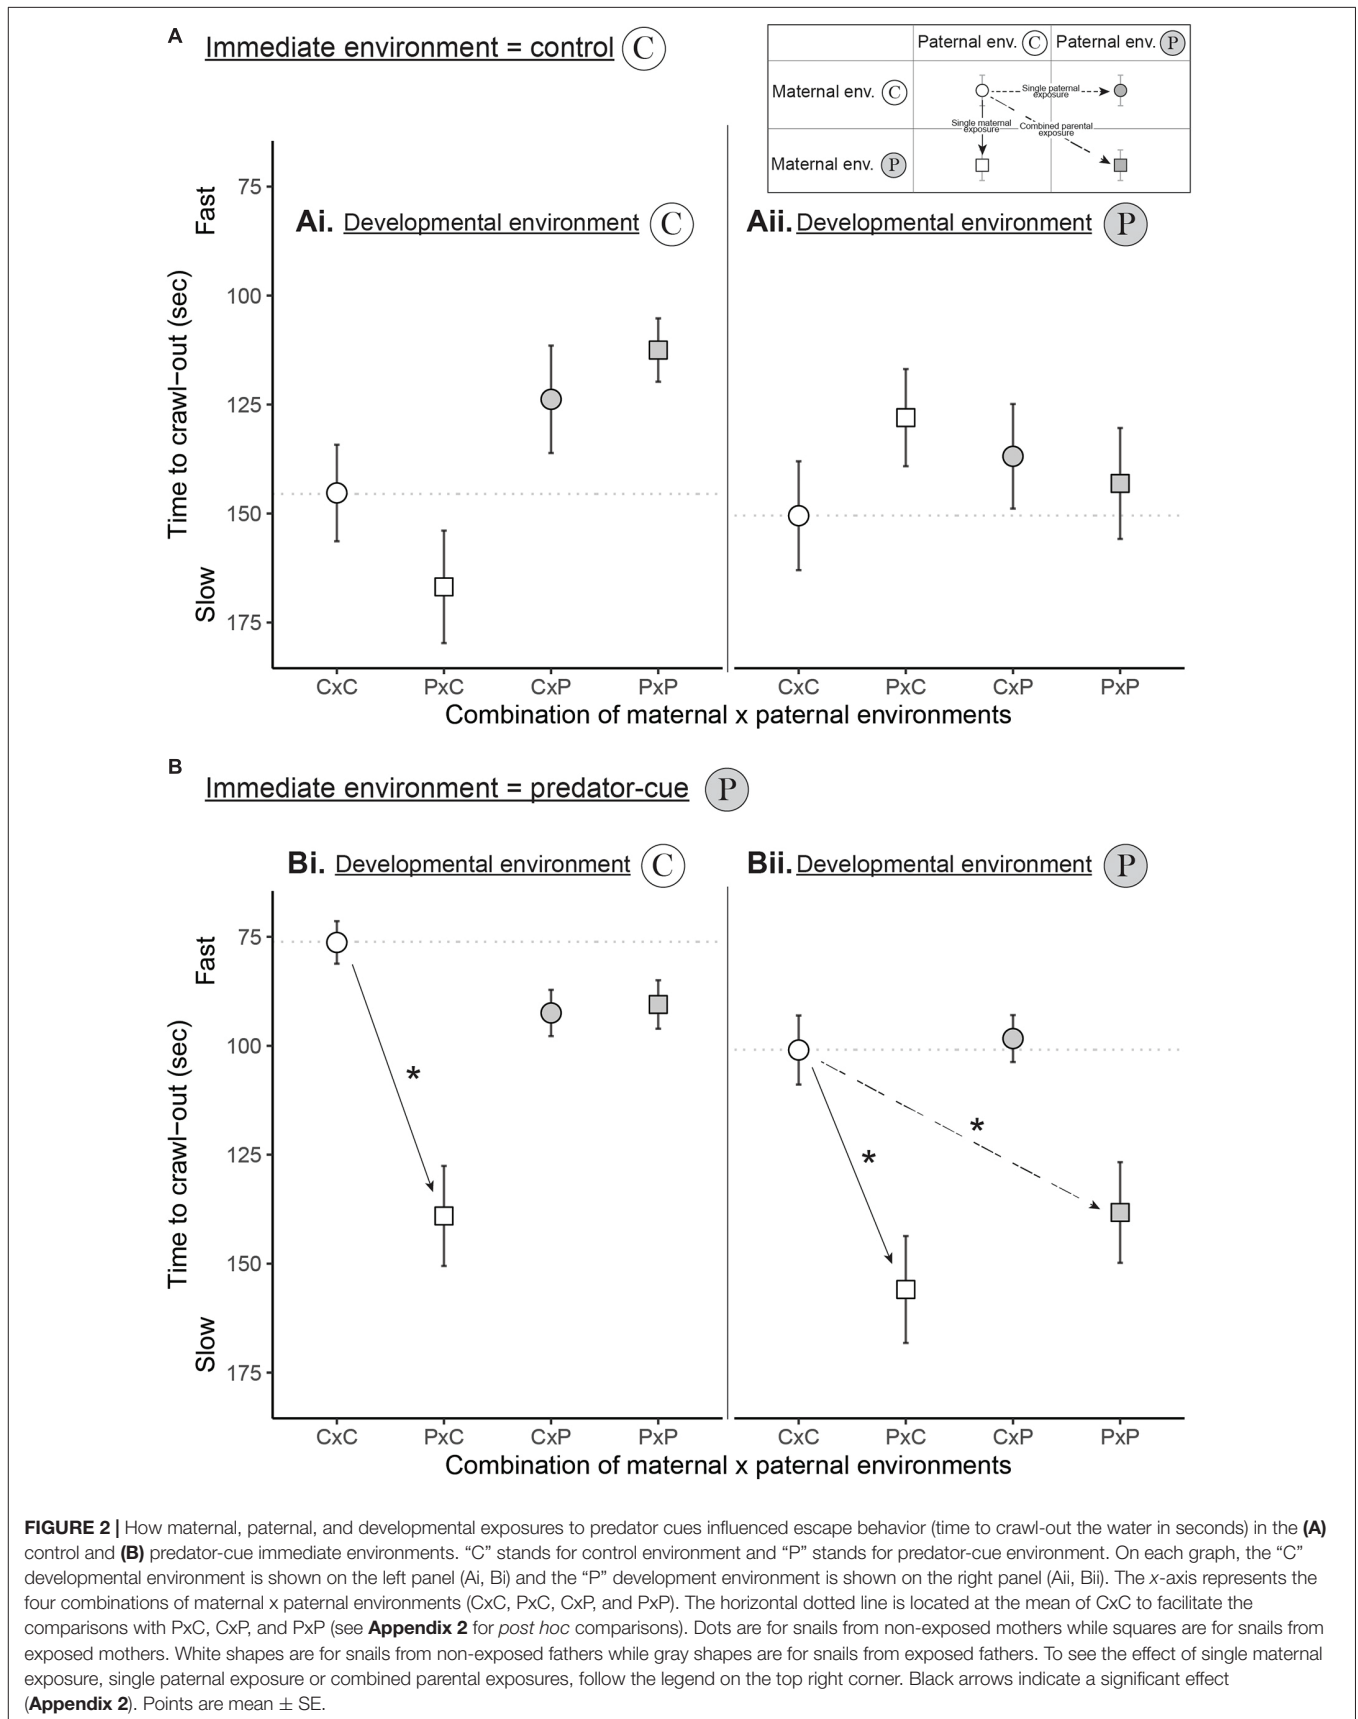 A
Immediate environment = control C
Paternal env. C Paternal env. P
Maternal env. C
Single paternal
exposure
Single maternal
exposure
Combined parental
exposure
Maternal env. P
Ai. Developmental environment C
Aii. Developmental environment P
Fast
Slow
Time to crawl-out (sec)
75
100
125
150
175
CxC PxC CxP PxP CxC PxC CxP PxP
Combination of maternal x paternal environments
B
Immediate environment = predator-cue P
Bi. Developmental environment C
Bii. Developmental environment P
Fast
Slow
Time to crawl-out (sec)
75
100
125
150
175
*
*
*
CxC PxC CxP PxP CxC PxC CxP PxP
Combination of maternal x paternal environments
FIGURE 2 | How maternal, paternal, and developmental exposures to predator cues influenced escape behavior (time to crawl-out the water in seconds) in the (A)
control and (B) predator-cue immediate environments. “C” stands for control environment and “P” stands for predator-cue environment. On each graph, the “C”
developmental environment is shown on the left panel (Ai, Bi) and the “P” development environment is shown on the right panel (Aii, Bii). The x-axis represents the
four combinations of maternal x paternal environments (CxC, PxC, CxP, and PxP). The horizontal dotted line is located at the mean of CxC to facilitate the
comparisons with PxC, CxP, and PxP (see Appendix 2 for post hoc comparisons). Dots are for snails from non-exposed mothers while squares are for snails from
exposed mothers. White shapes are for snails from non-exposed fathers while gray shapes are for snails from exposed fathers. To see the effect of single maternal
exposure, single paternal exposure or combined parental exposures, follow the legend on the top right corner. Black arrows indicate a significant effect
(Appendix 2). Points are mean ± SE.